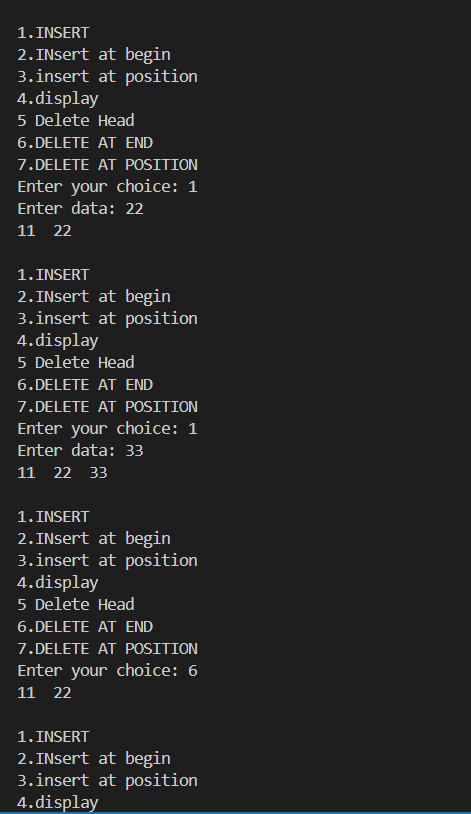 1.INSERT
2.INsert at begin
3.insert at position
4.display
5 Delete Head
6.DELETE AT END
7.DELETE AT POSITION
Enter your choice: 1
Enter data: 22
11  22
1.INSERT
2.INsert at begin
3.insert at position
4.display
5 Delete Head
6.DELETE AT END
7.DELETE AT POSITION
Enter your choice: 1
Enter data: 33
11  22  33
1.INSERT
2.INsert at begin
3.insert at position
4.display
5 Delete Head
6.DELETE AT END
7.DELETE AT POSITION
Enter your choice: 6
11  22
1.INSERT
2.INsert at begin
3.insert at position
4.display